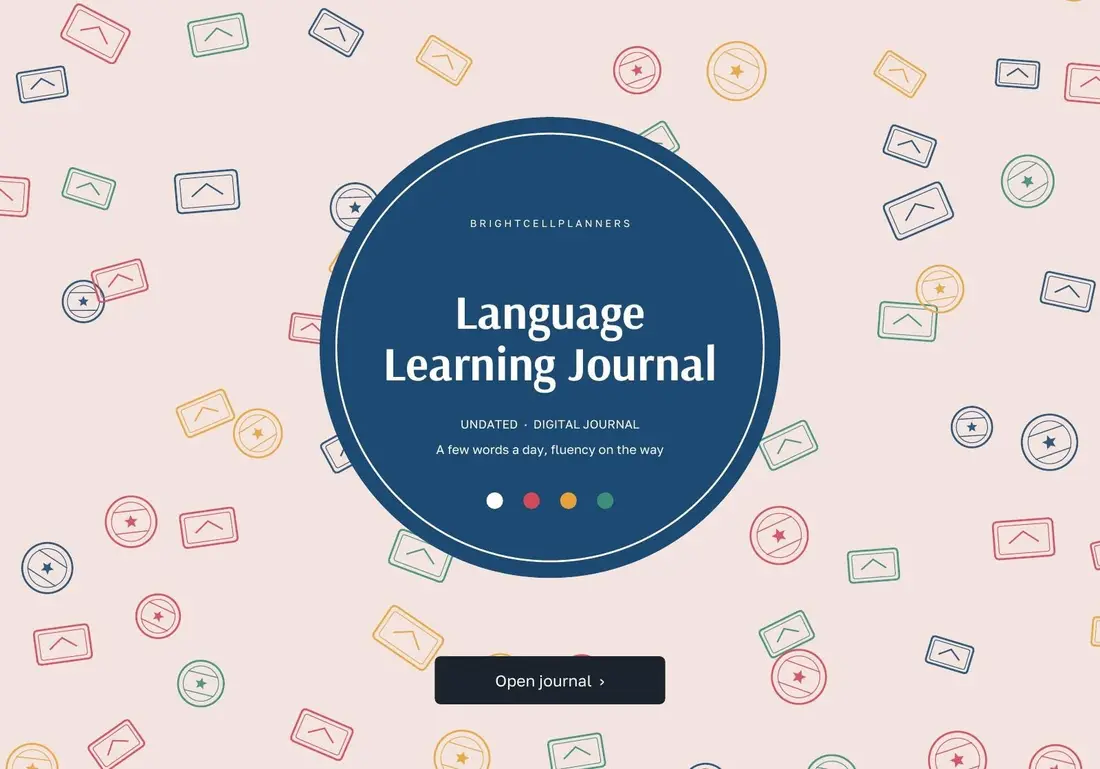 BRIGHTCELLPLANNERS
Language
Learning Journal
UNDATED · DIGITAL JOURNAL
A few words a day, fluency on the way
Open journal ›